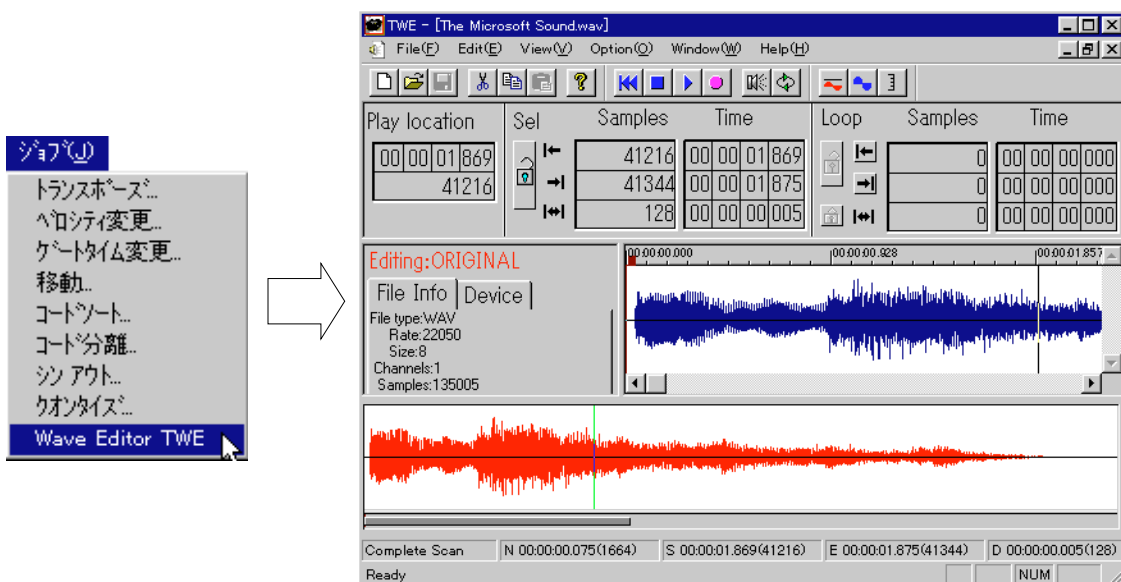 ジョブ(J)
トランスポーズ...
ベロシティ変更...
ゲートタイム変更...
移動...
コードソート...
コード分離...
シン アウト...
クオンタイズ...
Wave Editor TWE
TWE - [The Microsoft Sound.wav]
File(F) Edit(E) View(V) Option(O) Window(W) Help(H)
Play location
00 00 01 869
41216
Sel Samples Time
41216 00 00 01 869
41344 00 00 01 875
128 00 00 00 005
Loop Samples Time
0 00 00 00 000
0 00 00 00 000
0 00 00 00 000
Editing:ORIGINAL
File Info Device
File type:WAV
Rate:22050
Size:8
Channels:1
Samples:135005
00:00:00.000 00:00:00.928 00:00:01.857
Complete Scan N 00:00:00.075(1664) S 00:00:01.869(41216) E 00:00:01.875(41344) D 00:00:00.005(128)
Ready NUM